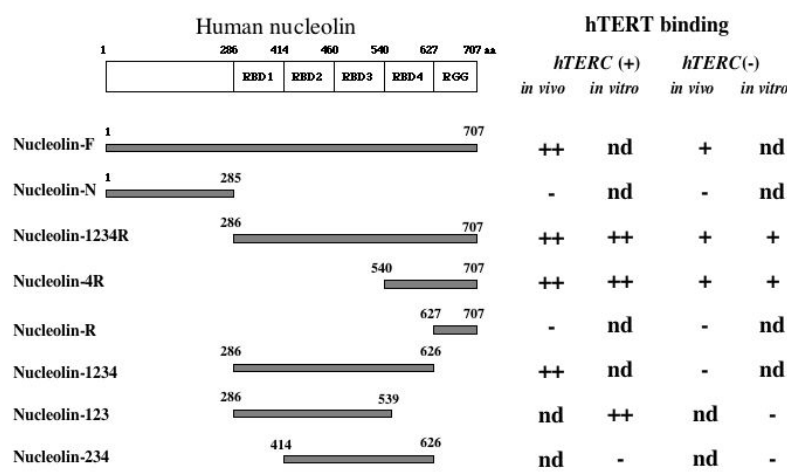 Human nucleolin hTERT binding
1 286 414 460 540 627 707 aa
hTERC (+) hTERC(-)
RBD1 RBD2 RBD3 RBD4 RGG
in vivo in vitro in vivo in vitro
1 707
Nucleolin-F ++ nd + nd
1 285
Nucleolin-N - nd - nd
286 707
Nucleolin-1234R ++ ++ + +
540 707
Nucleolin-4R ++ ++ + +
627 707
Nucleolin-R - nd - nd
286 626
Nucleolin-1234 ++ nd - nd
286 539
Nucleolin-123 nd ++ nd -
414 626
Nucleolin-234 nd - nd -